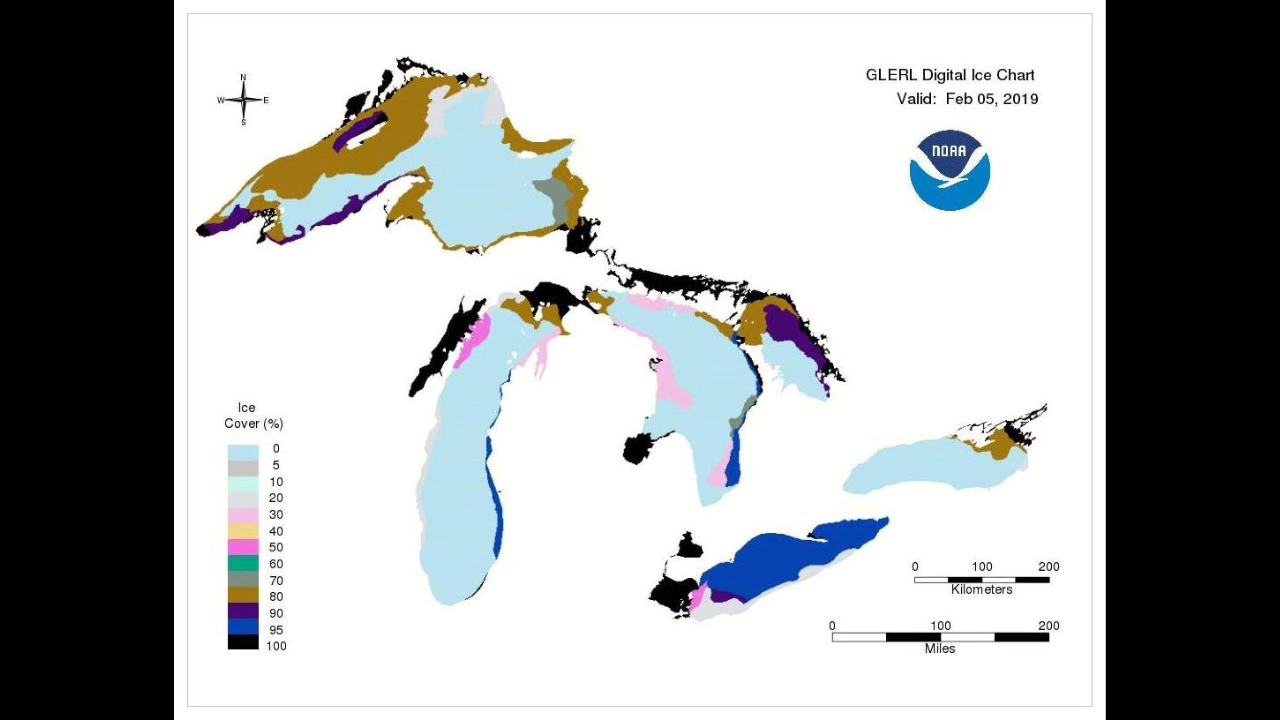 GLERL Digital Ice Chart
Valid: Feb 05, 2019
N
W E
S
NOAA
Ice
Cover (%)
0
5
10
20
30
40
50
60
70
80
90
95
100
0 100 200
Kilometers
0 100 200
Miles